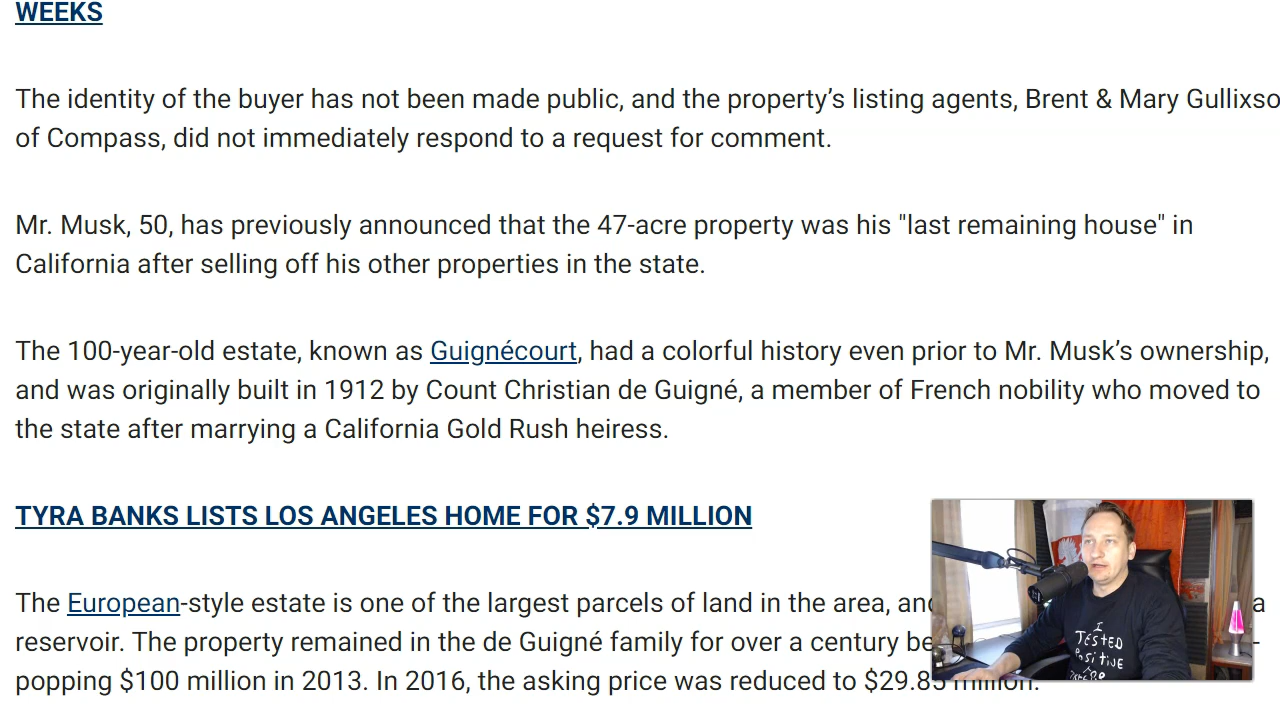 WEEKS
The identity of the buyer has not been made public, and the property’s listing agents, Brent & Mary Gullixso
of Compass, did not immediately respond to a request for comment.
Mr. Musk, 50, has previously announced that the 47-acre property was his "last remaining house" in
California after selling off his other properties in the state.
The 100-year-old estate, known as Guignécourt, had a colorful history even prior to Mr. Musk’s ownership,
and was originally built in 1912 by Count Christian de Guigné, a member of French nobility who moved to
the state after marrying a California Gold Rush heiress.
TYRA BANKS LISTS LOS ANGELES HOME FOR $7.9 MILLION
The European-style estate is one of the largest parcels of land in the area, a
reservoir. The property remained in the de Guigné family for over a century
popping $100 million in 2013. In 2016, the asking price was reduced to $29.85 million.
I
TESTED
POSiTiVE